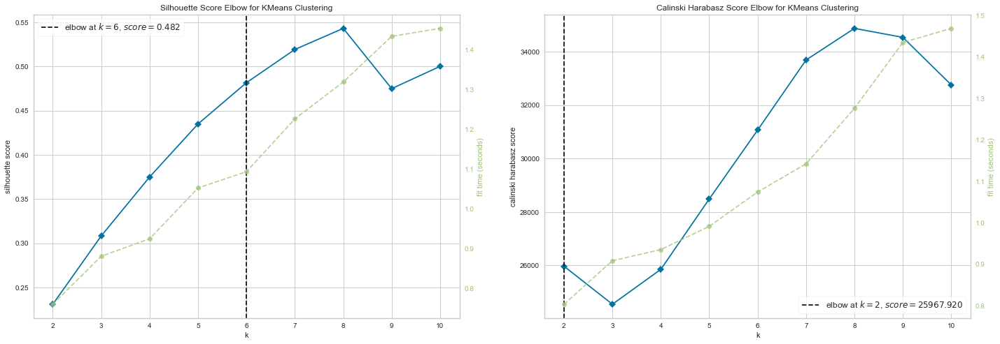 Silhouette Score Elbow for KMeans Clustering
elbow at k = 6, score = 0.482
silhouette score
0.55
0.50
0.45
0.40
0.35
0.30
0.25
2 3 4 5 6 7 8 9 10
k
1.4
1.3
1.2
1.1
1.0
0.9
0.8
fit time (seconds)
Calinski Harabasz Score Elbow for KMeans Clustering
calinski harabasz score
34000
32000
30000
28000
26000
2 3 4 5 6 7 8 9 10
k
1.5
1.4
1.3
1.2
1.1
1.0
0.9
0.8
fit time (seconds)
elbow at k = 2, score = 25967.920